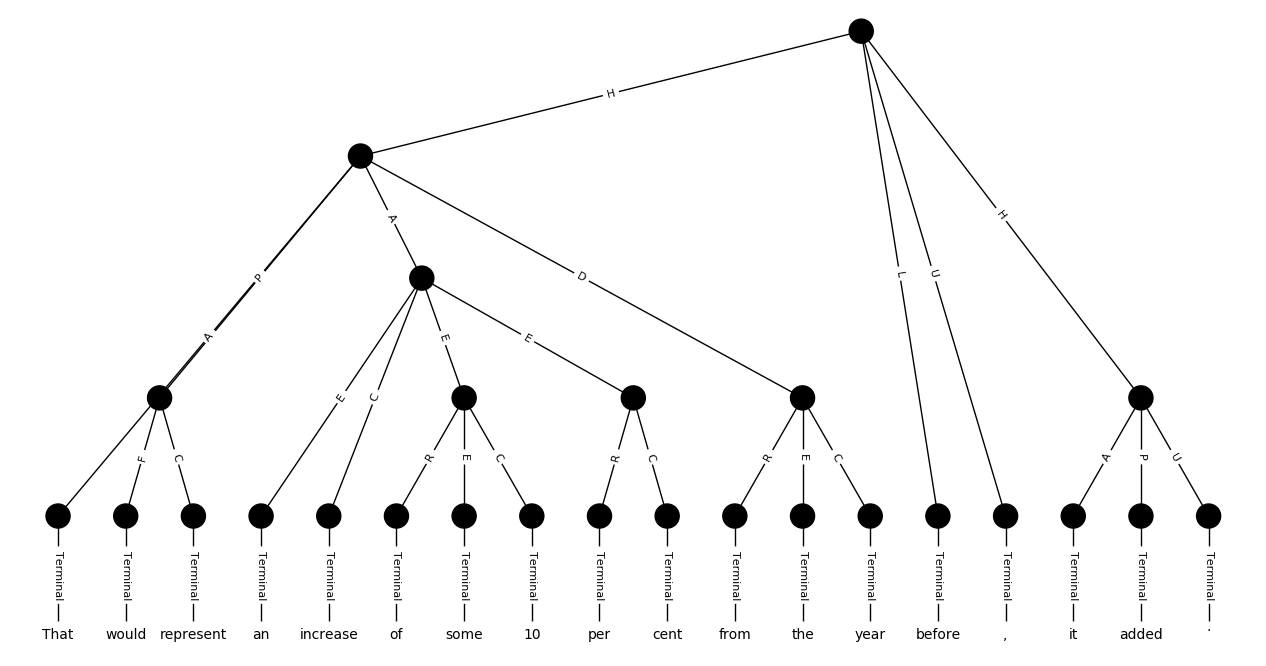 H
A
P
A
D
L
U
H
E
C
E
E
F
C
R
E
C
R
C
R
E
C
A
P
U
Terminal Terminal Terminal Terminal Terminal Terminal Terminal Terminal Terminal Terminal Terminal Terminal Terminal Terminal Terminal Terminal Terminal Terminal
That would represent an increase of some 10 per cent from the year before , it added .